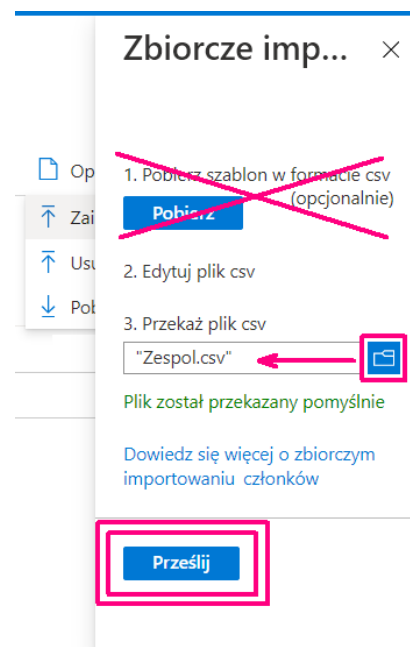 Zbiorcze imp...
Op
1. Pobierz szablon w formacie csv
(opcjonalnie)
Pobierz
Zai
Usu
2. Edytuj plik csv
Pob
3. Przekaż plik csv
"Zespol.csv"
Plik został przekazany pomyślnie
Dowiedz się więcej o zbiorczym
importowaniu członków
Prześlij